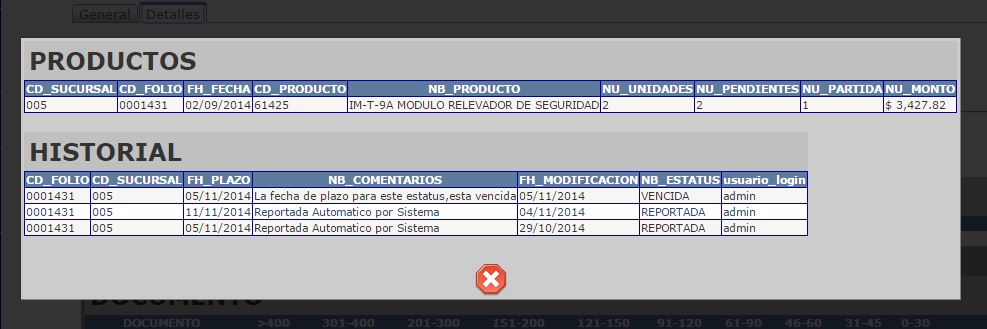 General Detalles
PRODUCTOS
CD_SUCURSAL CD_FOLIO FH_FECHA CD_PRODUCTO NB_PRODUCTO NU_UNIDADES NU_PENDIENTES NU_PARTIDA NU_MONTO
005 0001431 02/09/2014 61425 IM-T-9A MODULO RELEVADOR DE SEGURIDAD 2 2 1 $ 3,427.82
HISTORIAL
CD_FOLIO CD_SUCURSAL FH_PLAZO NB_COMENTARIOS FH_MODIFICACION NB_ESTATUS usuario_login
0001431 005 05/11/2014 La fecha de plazo para este estatus,esta vencida 05/11/2014 VENCIDA admin
0001431 005 11/11/2014 Reportada Automatico por Sistema 04/11/2014 REPORTADA admin
0001431 005 05/11/2014 Reportada Automatico por Sistema 29/10/2014 REPORTADA admin
DOCUMENTO
DOCUMENTO >400 301-400 201-300 151-200 121-150 91-120 61-90 46-60 31-45 0-30